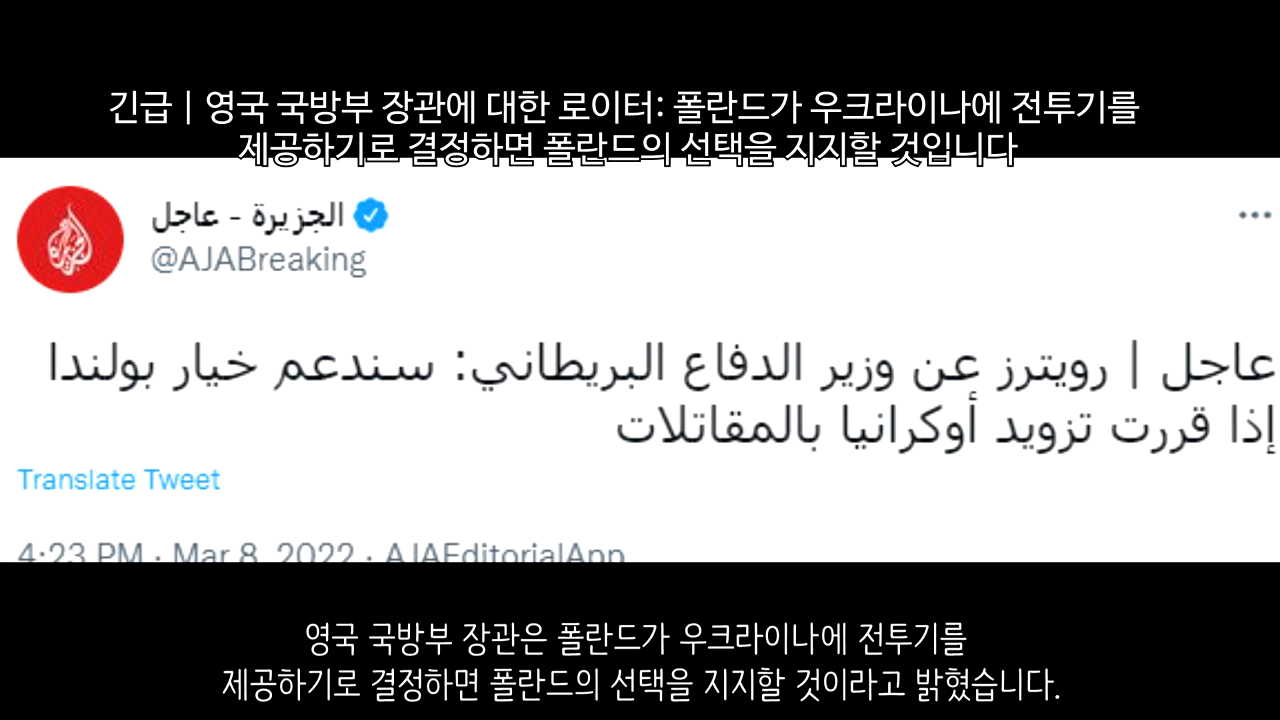 긴급 | 영국 국방부 장관에 대한 로이터: 폴란드가 우크라이나에 전투기를
제공하기로 결정하면 폴란드의 선택을 지지할 것입니다
الجزيرة - عاجل
@AJABreaking
عاجل | رويترز عن وزير الدفاع البريطاني: سندعم خيار بولندا
إذا قررت تزويد أوكرانيا بالمقاتلات
Translate Tweet
4:23 PM · Mar 8, 2022 · AJAEditorialApp
영국 국방부 장관은 폴란드가 우크라이나에 전투기를
제공하기로 결정하면 폴란드의 선택을 지지할 것이라고 밝혔습니다.